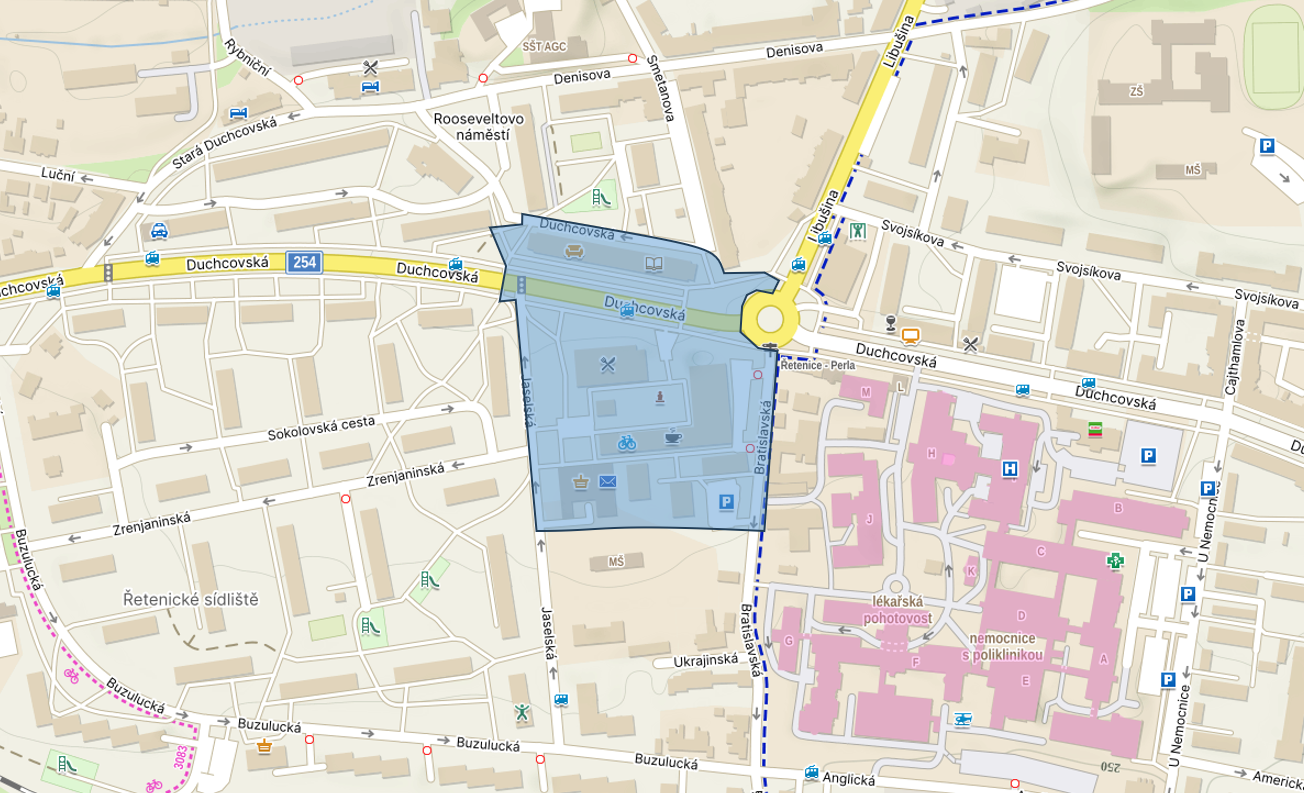 Libušina
SŠT AGC
Denisova
Rybniční
Denisova
Smetanova
ZŠ
P
Rooseveltovo
náměstí
Stará Duchcovská
Luční
MŠ
Libušina
Duchcovská
Svojsíkova
Svojsíkova
Svojsíkova
Duchcovská
254
Duchcovská
Duchcovská
Duchcovská
Duchcovská
Řetenice - Perla
Duchcovská
Cajthamlova
M
L
Jaselská
Bratislavská
Sokolovská cesta
H
H
P
Zrenjaninská
P
P
Zrenjaninská
J
B
U Nemocnice
Buzulucká
C
MŠ
K
P
Řetenické sídliště
lékařská
pohotovost
D
Jaselská
Bratislavská
G
nemocnice
s poliklinikou
Ukrajinská
F
E
A
P
Buzulucká
Buzulucká
U Nemocnice
Buzulucká
3083
Buzulucká
Anglická
250
Americk